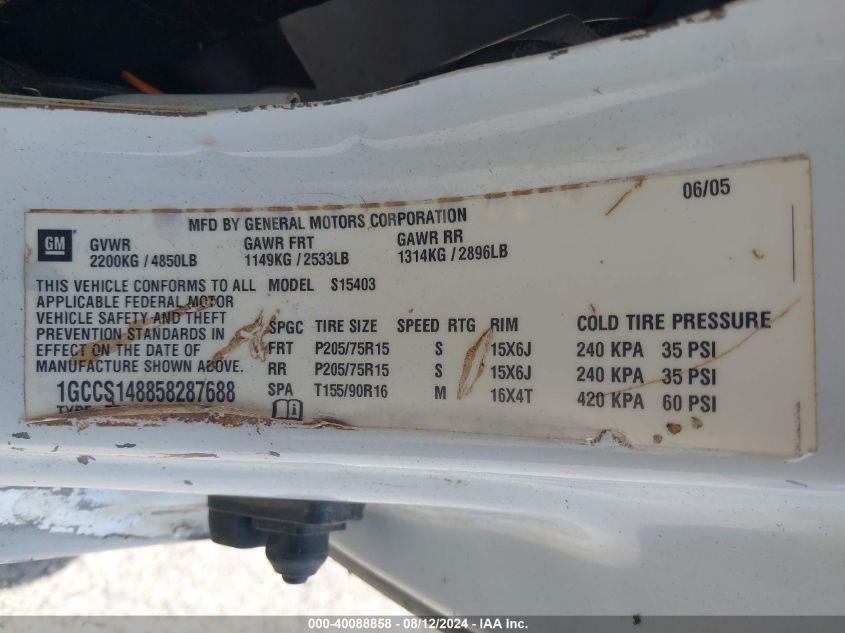 06/05
MFD BY GENERAL MOTORS CORPORATION
GM
GVWR GAWR FRT GAWR RR
2200KG / 4850LB 1149KG / 2533LB 1314KG / 2896LB
THIS VEHICLE CONFORMS TO ALL
APPLICABLE FEDERAL MOTOR
VEHICLE SAFETY AND THEFT
PREVENTION STANDARDS IN
EFFECT ON THE DATE OF
MANUFACTURE SHOWN ABOVE.
1GCCS148858287688
TYPE
MODEL S15403
SPGC TIRE SIZE SPEED RTG RIM COLD TIRE PRESSURE
FRT P205/75R15 S 15X6J 240 KPA 35 PSI
RR P205/75R15 S 15X6J 240 KPA 35 PSI
SPA T155/90R16 M 16X4T 420 KPA 60 PSI
000-40088858 - 08/12/2024 - IAA, Inc.